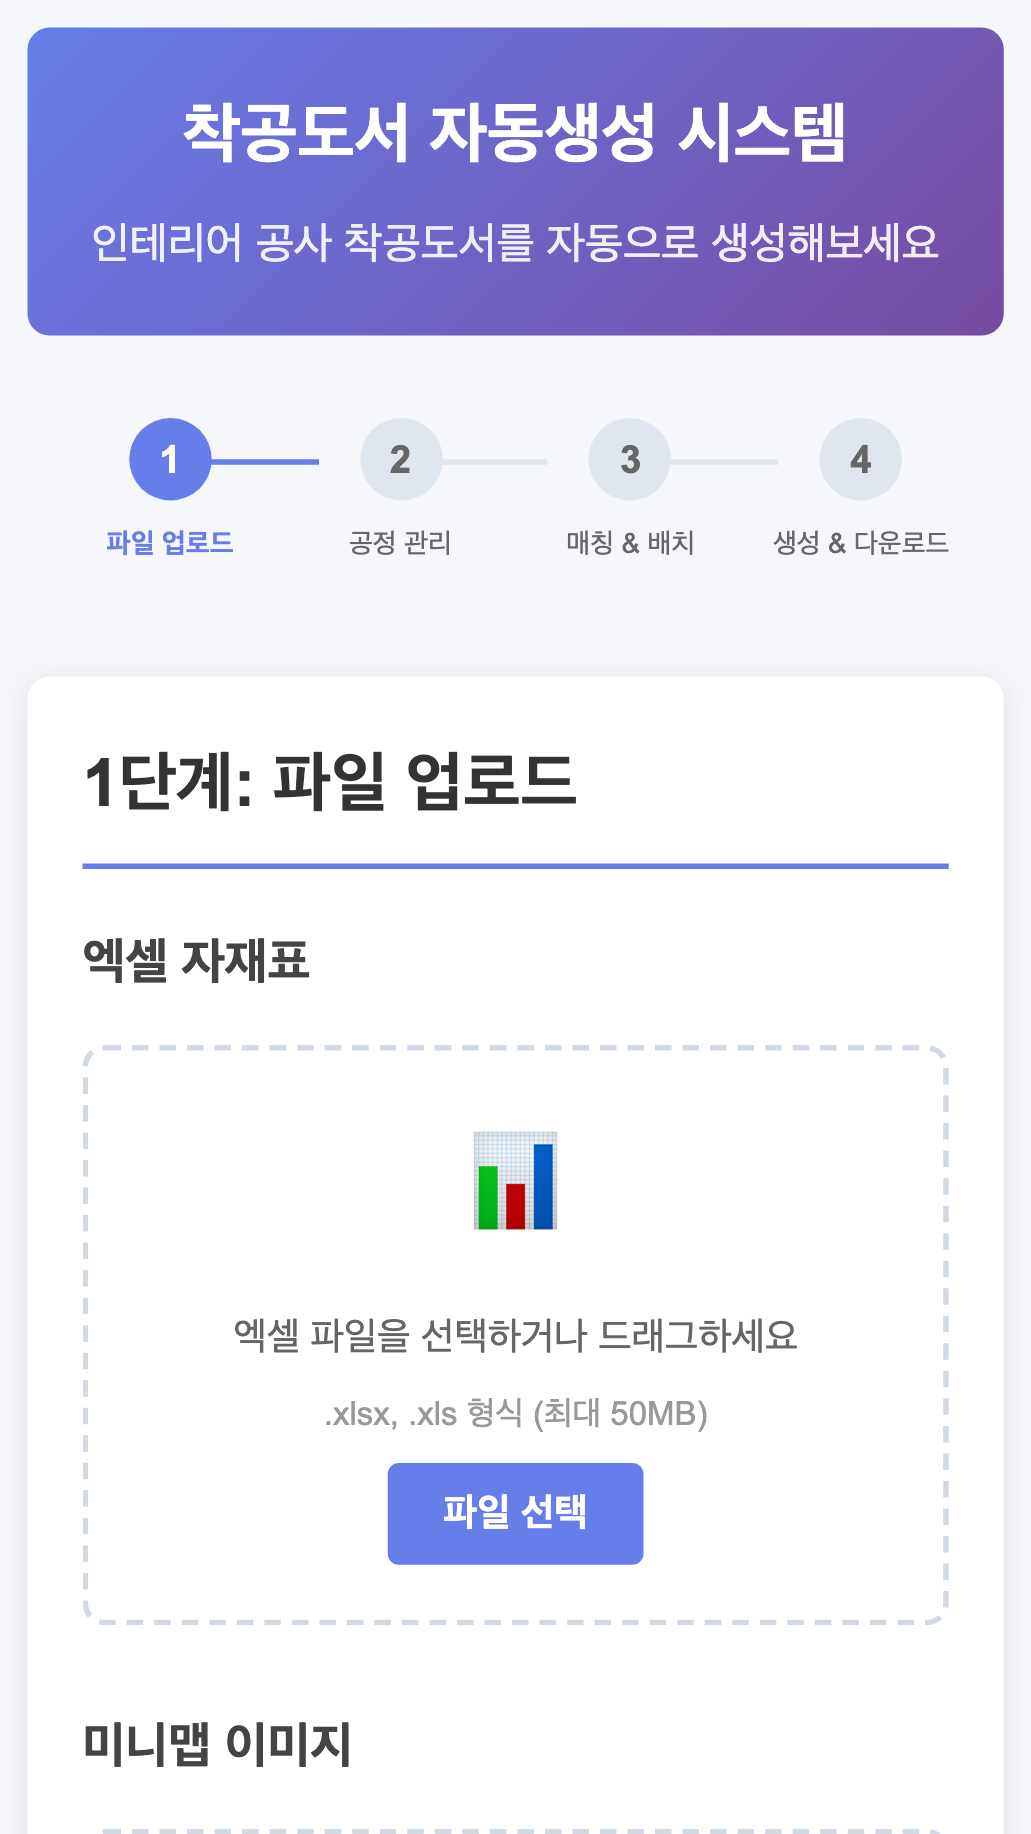 착공도서 자동생성 시스템
인테리어 공사 착공도서를 자동으로 생성해보세요
1
2
3
4
파일 업로드
공정 관리
매칭 & 배치
생성 & 다운로드
1단계: 파일 업로드
엑셀 자재표
엑셀 파일을 선택하거나 드래그하세요
.xlsx, .xls 형식 (최대 50MB)
파일 선택
미니맵 이미지